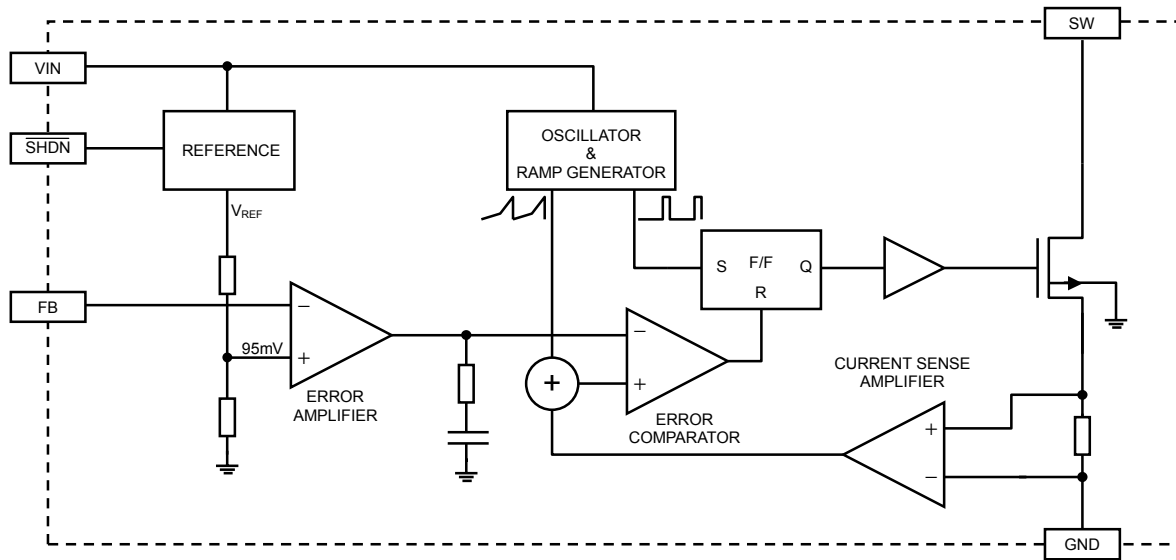 SW
VIN
SHDN
REFERENCE
OSCILLATOR
&
RAMP GENERATOR
VREF
S F/F Q
R
FB
−
95mV +
ERROR
AMPLIFIER
−
+
+
ERROR
COMPARATOR
CURRENT SENSE
AMPLIFIER
+
−
GND